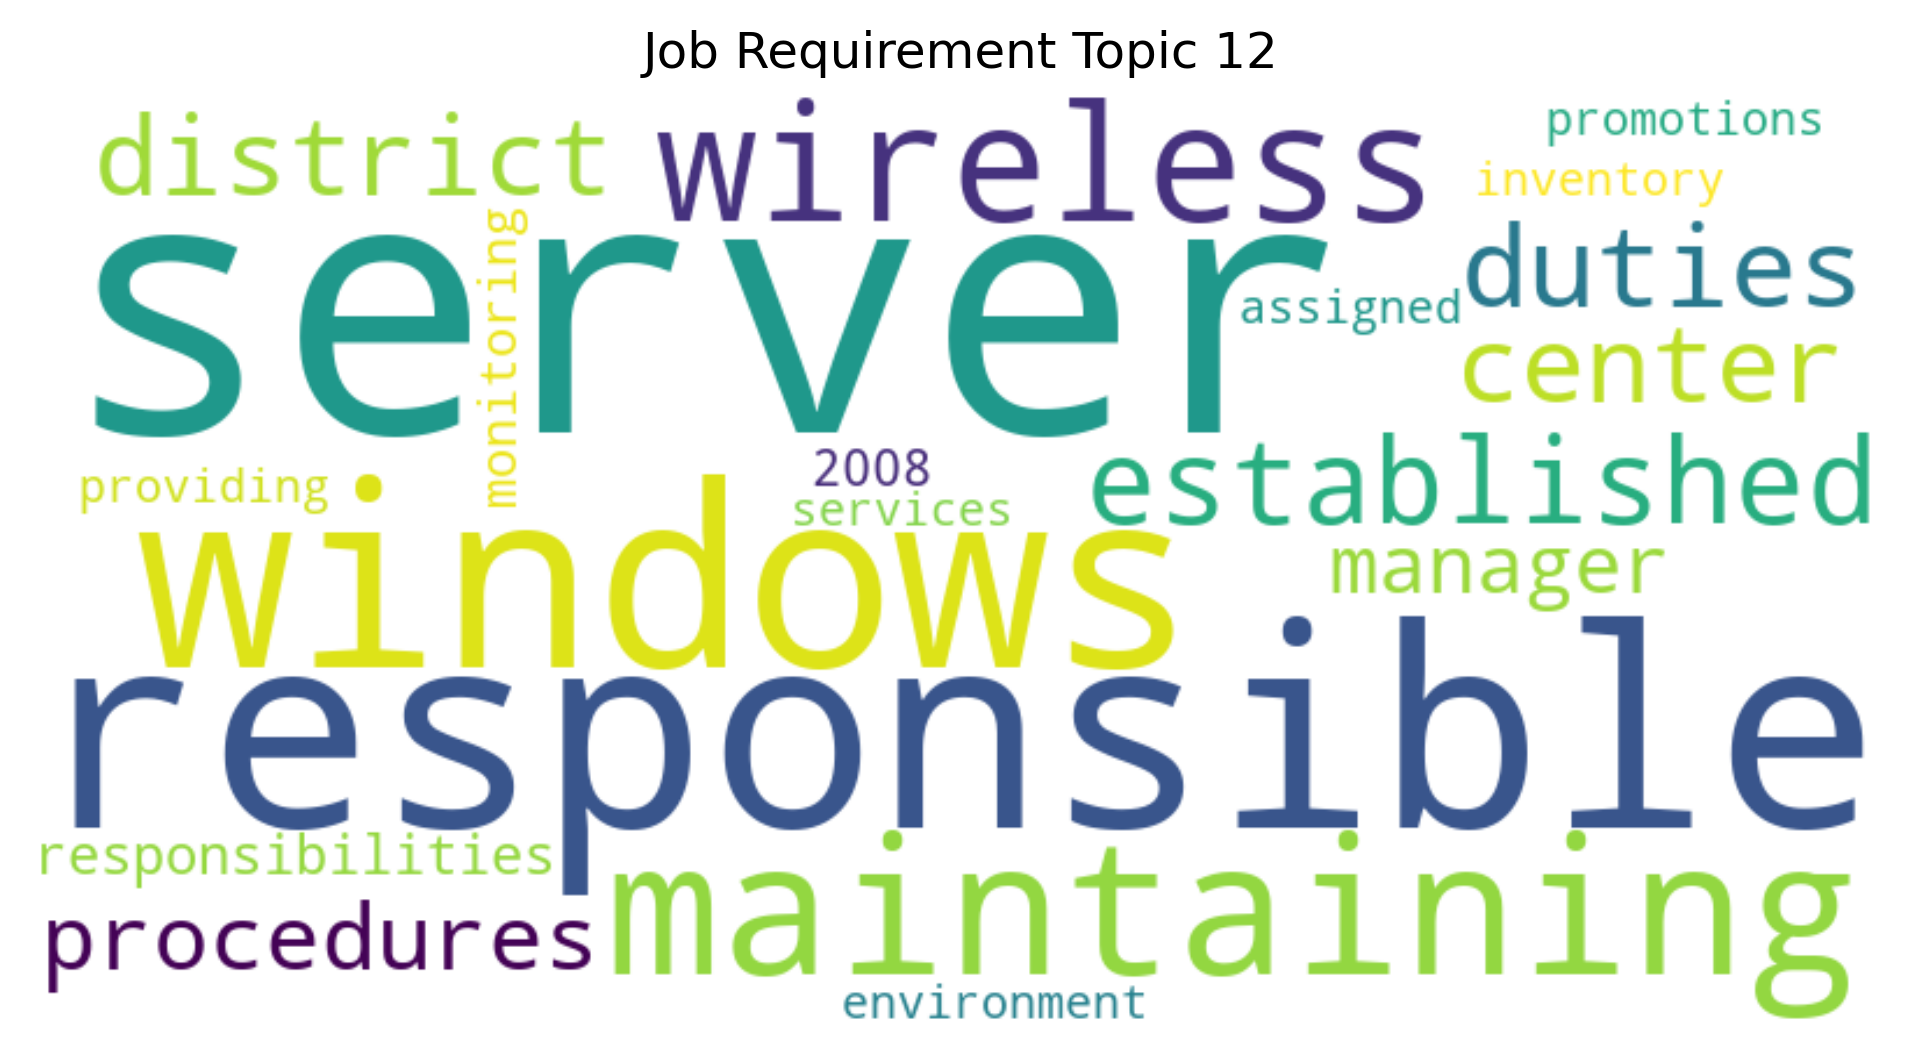 Job Requirement Topic 12
district
wireless
promotions
inventory
server
monitoring
duties
assigned
center
providing
2008
services
established
windows
manager
responsible
responsibilities
maintaining
procedures
environment